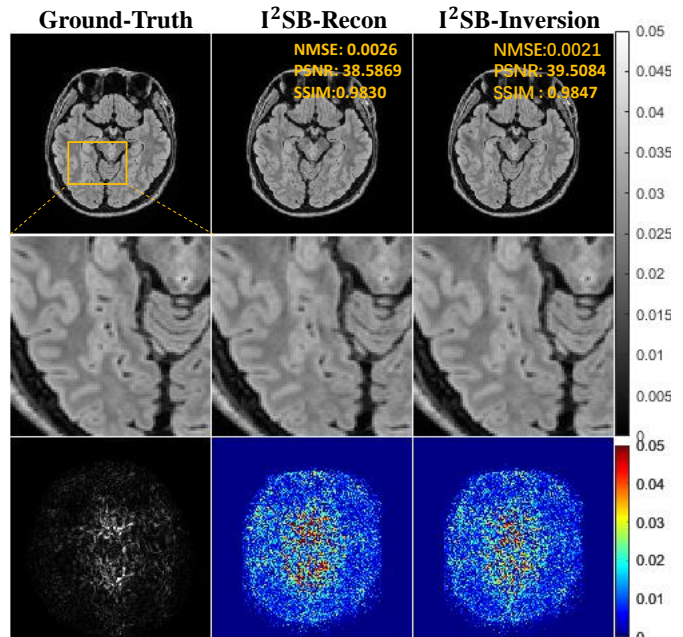 Ground-Truth
I²SB-Recon
I²SB-Inversion
NMSE: 0.0026
PSNR: 38.5869
SSIM:0.9830
NMSE:0.0021
PSNR: 39.5084
SSIM : 0.9847
0.05
0.045
0.04
0.035
0.03
0.025
0.02
0.015
0.01
0.005
0
0.05
0.04
0.03
0.02
0.01
0